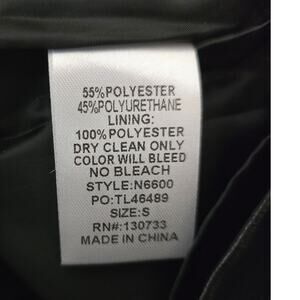 55%POLYESTER
45%POLYURETHANE
LINING:
100%POLYESTER
DRY CLEAN ONLY
COLOR WILL BLEED
NO BLEACH
STYLE:N6600
PO:TL46489
SIZE:S
RN#:130733
MADE IN CHINA